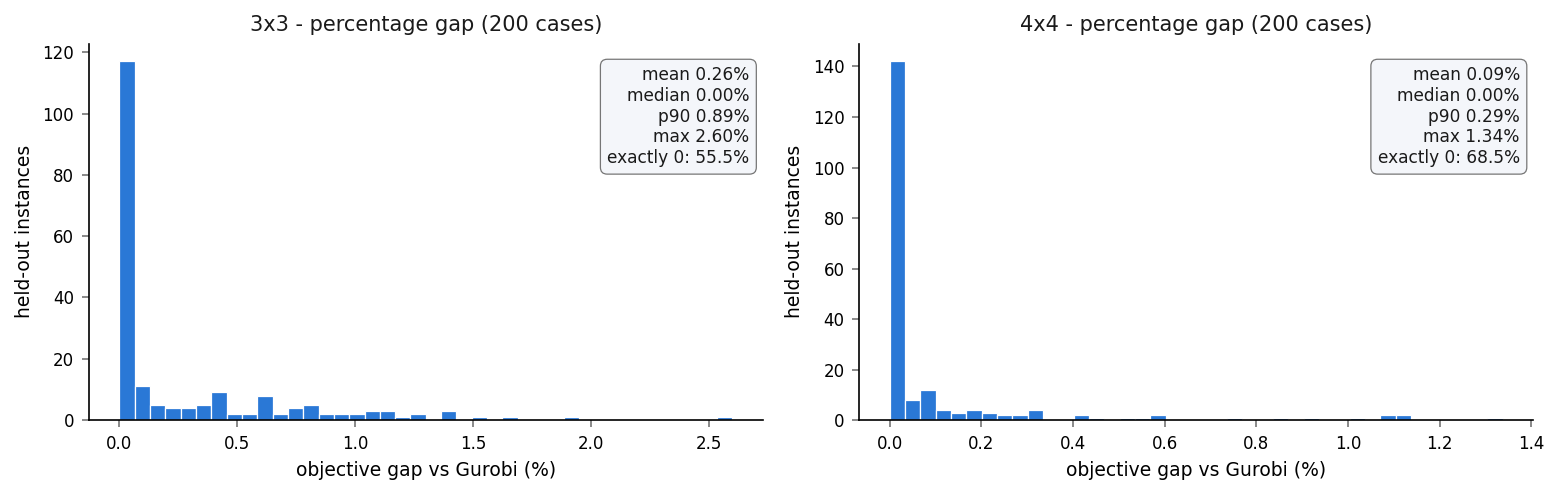 3x3 - percentage gap (200 cases)
120
100
80
60
40
20
0
held-out instances
mean 0.26%
median 0.00%
p90 0.89%
max 2.60%
exactly 0: 55.5%
0.0 0.5 1.0 1.5 2.0 2.5
objective gap vs Gurobi (%)
4x4 - percentage gap (200 cases)
140
120
100
80
60
40
20
0
held-out instances
mean 0.09%
median 0.00%
p90 0.29%
max 1.34%
exactly 0: 68.5%
0.0 0.2 0.4 0.6 0.8 1.0 1.2 1.4
objective gap vs Gurobi (%)